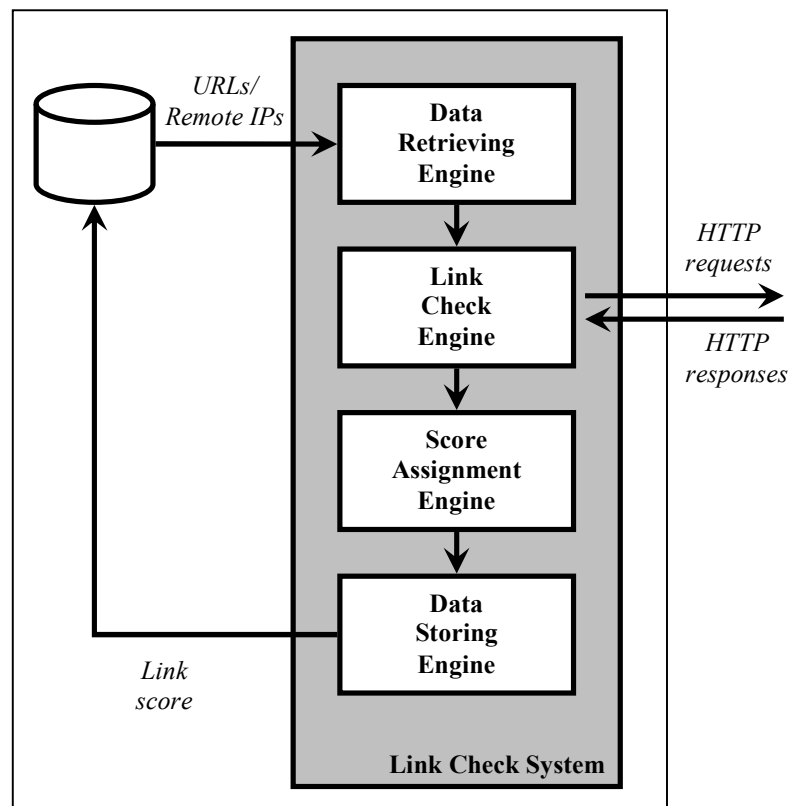 URLs/
Remote IPs
Data
Retrieving
Engine
Link
Check
Engine
HTTP
requests
HTTP
responses
Score
Assignment
Engine
Data
Storing
Engine
Link
score
Link Check System